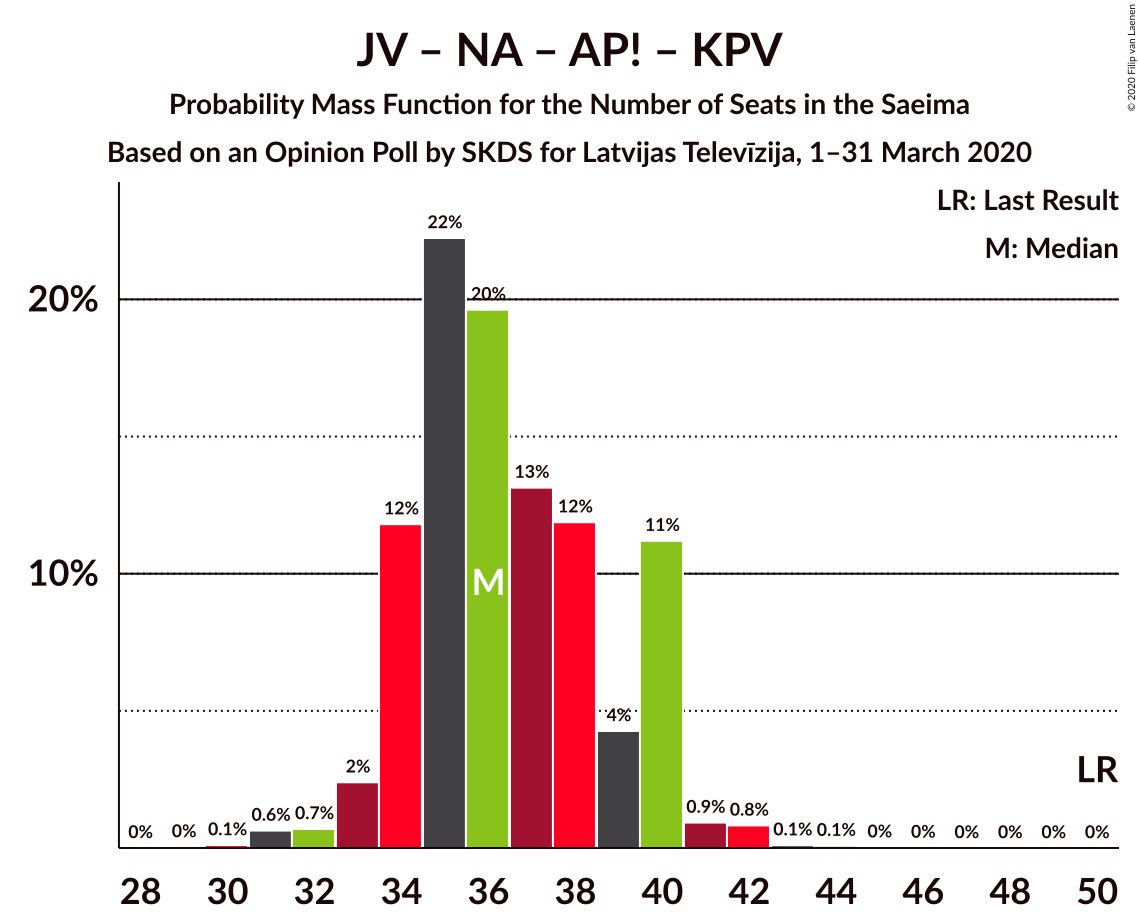 JV – NA – AP! – KPV
Probability Mass Function for the Number of Seats in the Saeima
Based on an Opinion Poll by SKDS for Latvijas Televīzija, 1–31 March 2020
© 2020 Filip van Laenen
LR: Last Result
M: Median
22%
20%
20%
13%
12%
12%
11%
10%
M
4%
2%
LR
0.6%
0.7%
0.9%
0.8%
0%
0%
0.1%
0.1%
0.1%
0%
0%
0%
0%
0%
0%
28 30 32 34 36 38 40 42 44 46 48 50